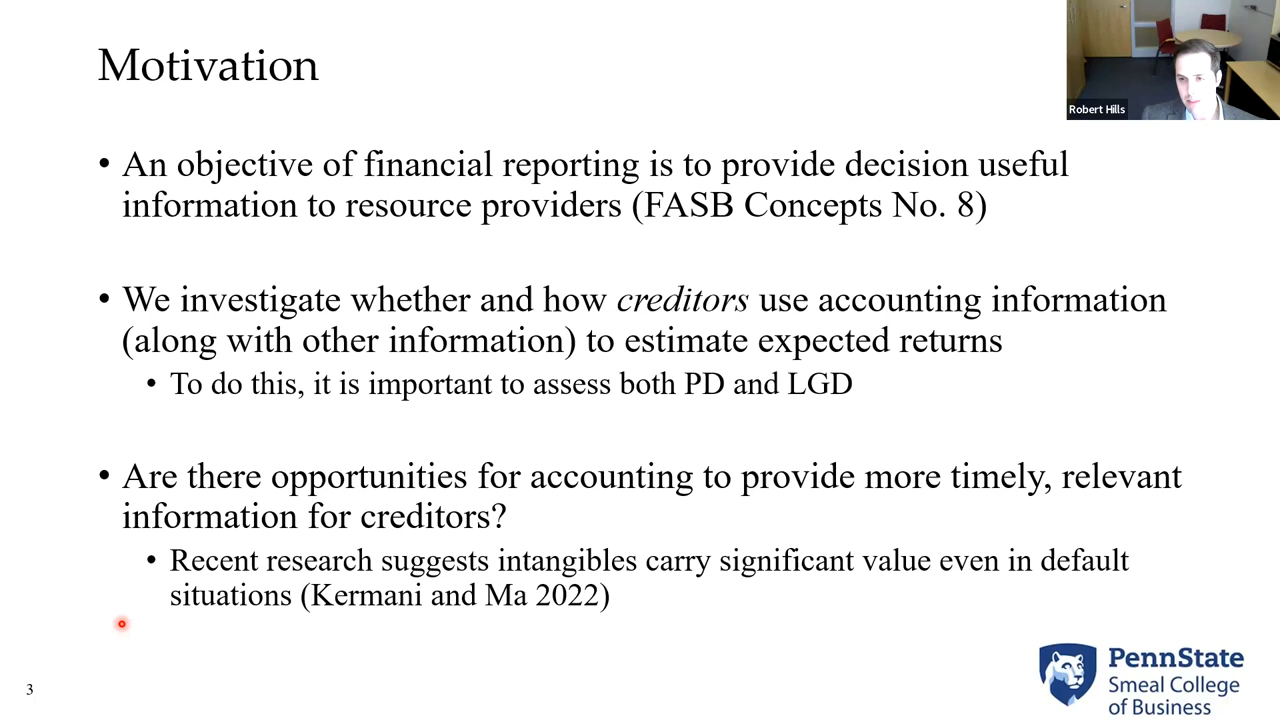 Motivation
Robert Hills
• An objective of financial reporting is to provide decision useful
information to resource providers (FASB Concepts No. 8)
• We investigate whether and how creditors use accounting information
(along with other information) to estimate expected returns
• To do this, it is important to assess both PD and LGD
• Are there opportunities for accounting to provide more timely, relevant
information for creditors?
• Recent research suggests intangibles carry significant value even in default
situations (Kermani and Ma 2022)
3
PennState
Smeal College
of Business